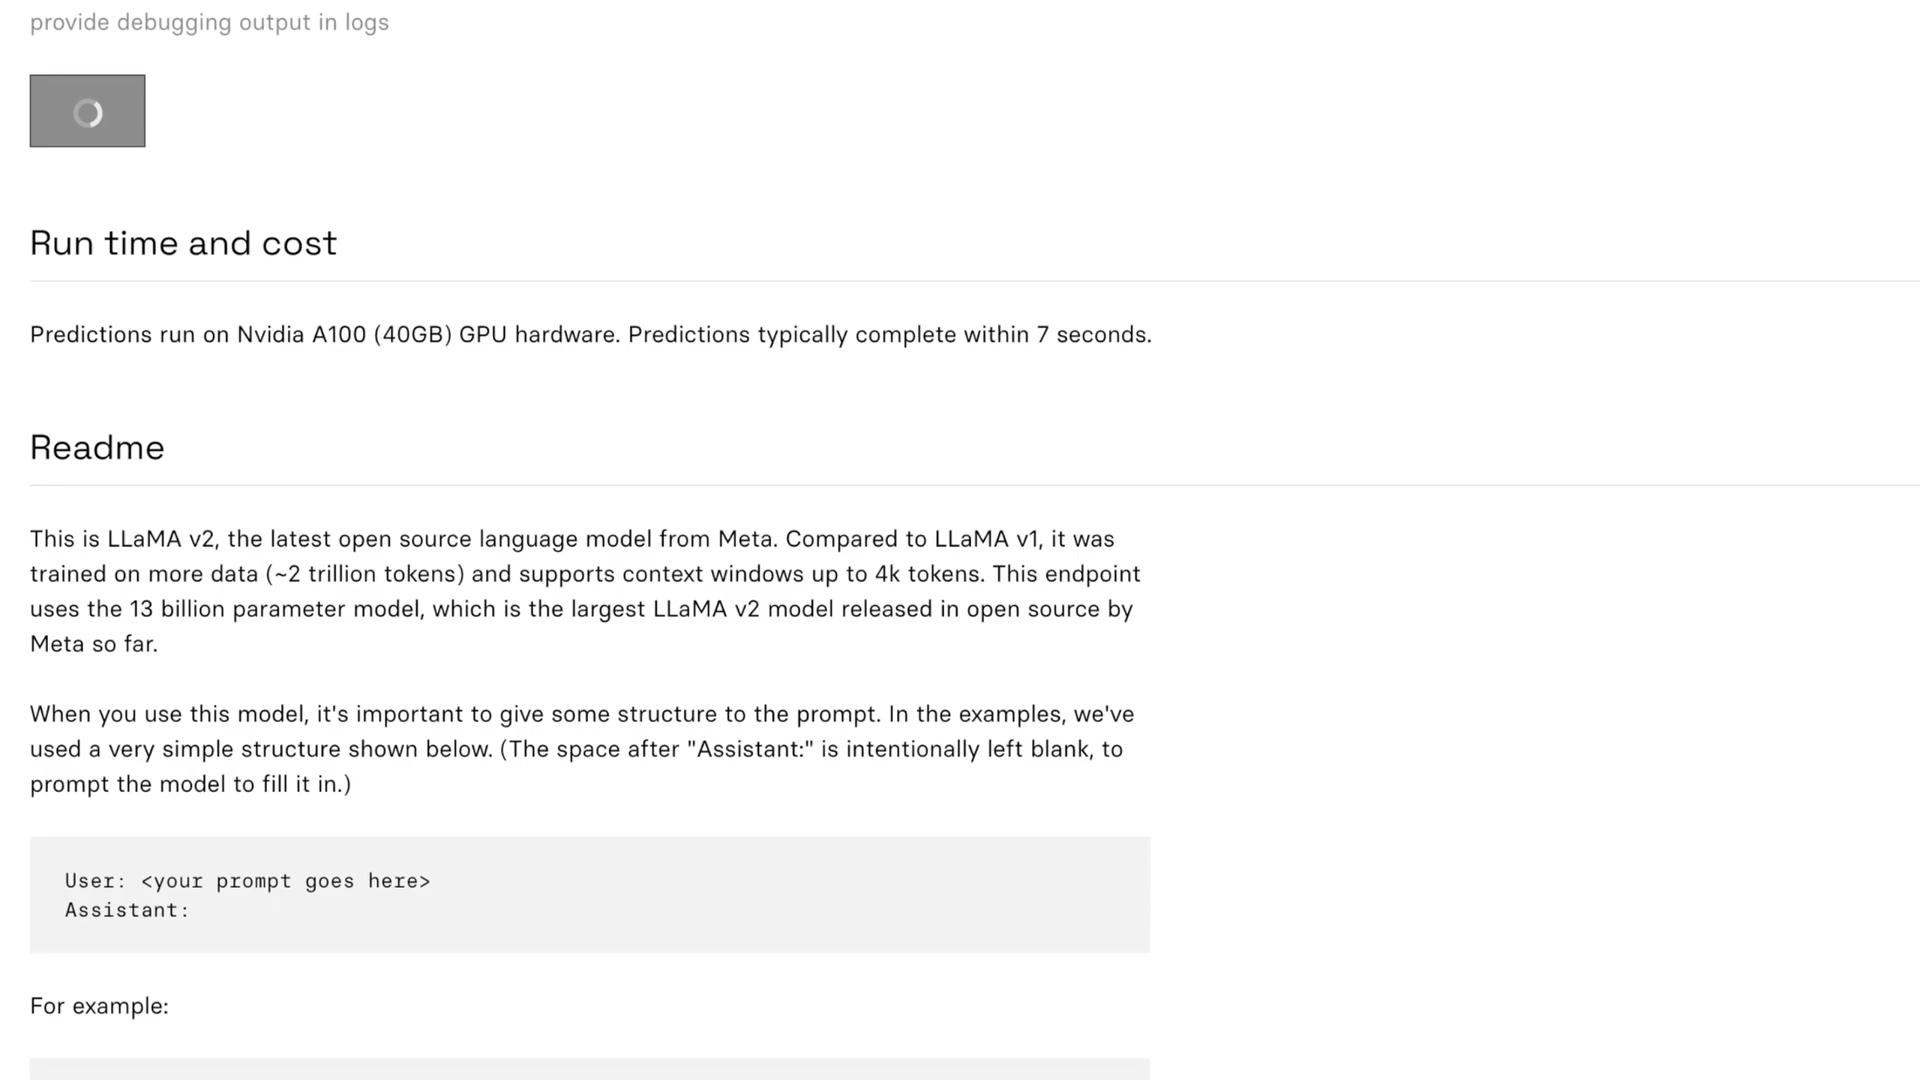 provide debugging output in logs
Run time and cost
Predictions run on Nvidia A100 (40GB) GPU hardware. Predictions typically complete within 7 seconds.
Readme
This is LLaMA v2, the latest open source language model from Meta. Compared to LLaMA v1, it was
trained on more data (~2 trillion tokens) and supports context windows up to 4k tokens. This endpoint
uses the 13 billion parameter model, which is the largest LLaMA v2 model released in open source by
Meta so far.
When you use this model, it's important to give some structure to the prompt. In the examples, we've
used a very simple structure shown below. (The space after "Assistant:" is intentionally left blank, to
prompt the model to fill it in.)
User: <your prompt goes here>
Assistant:
For example: